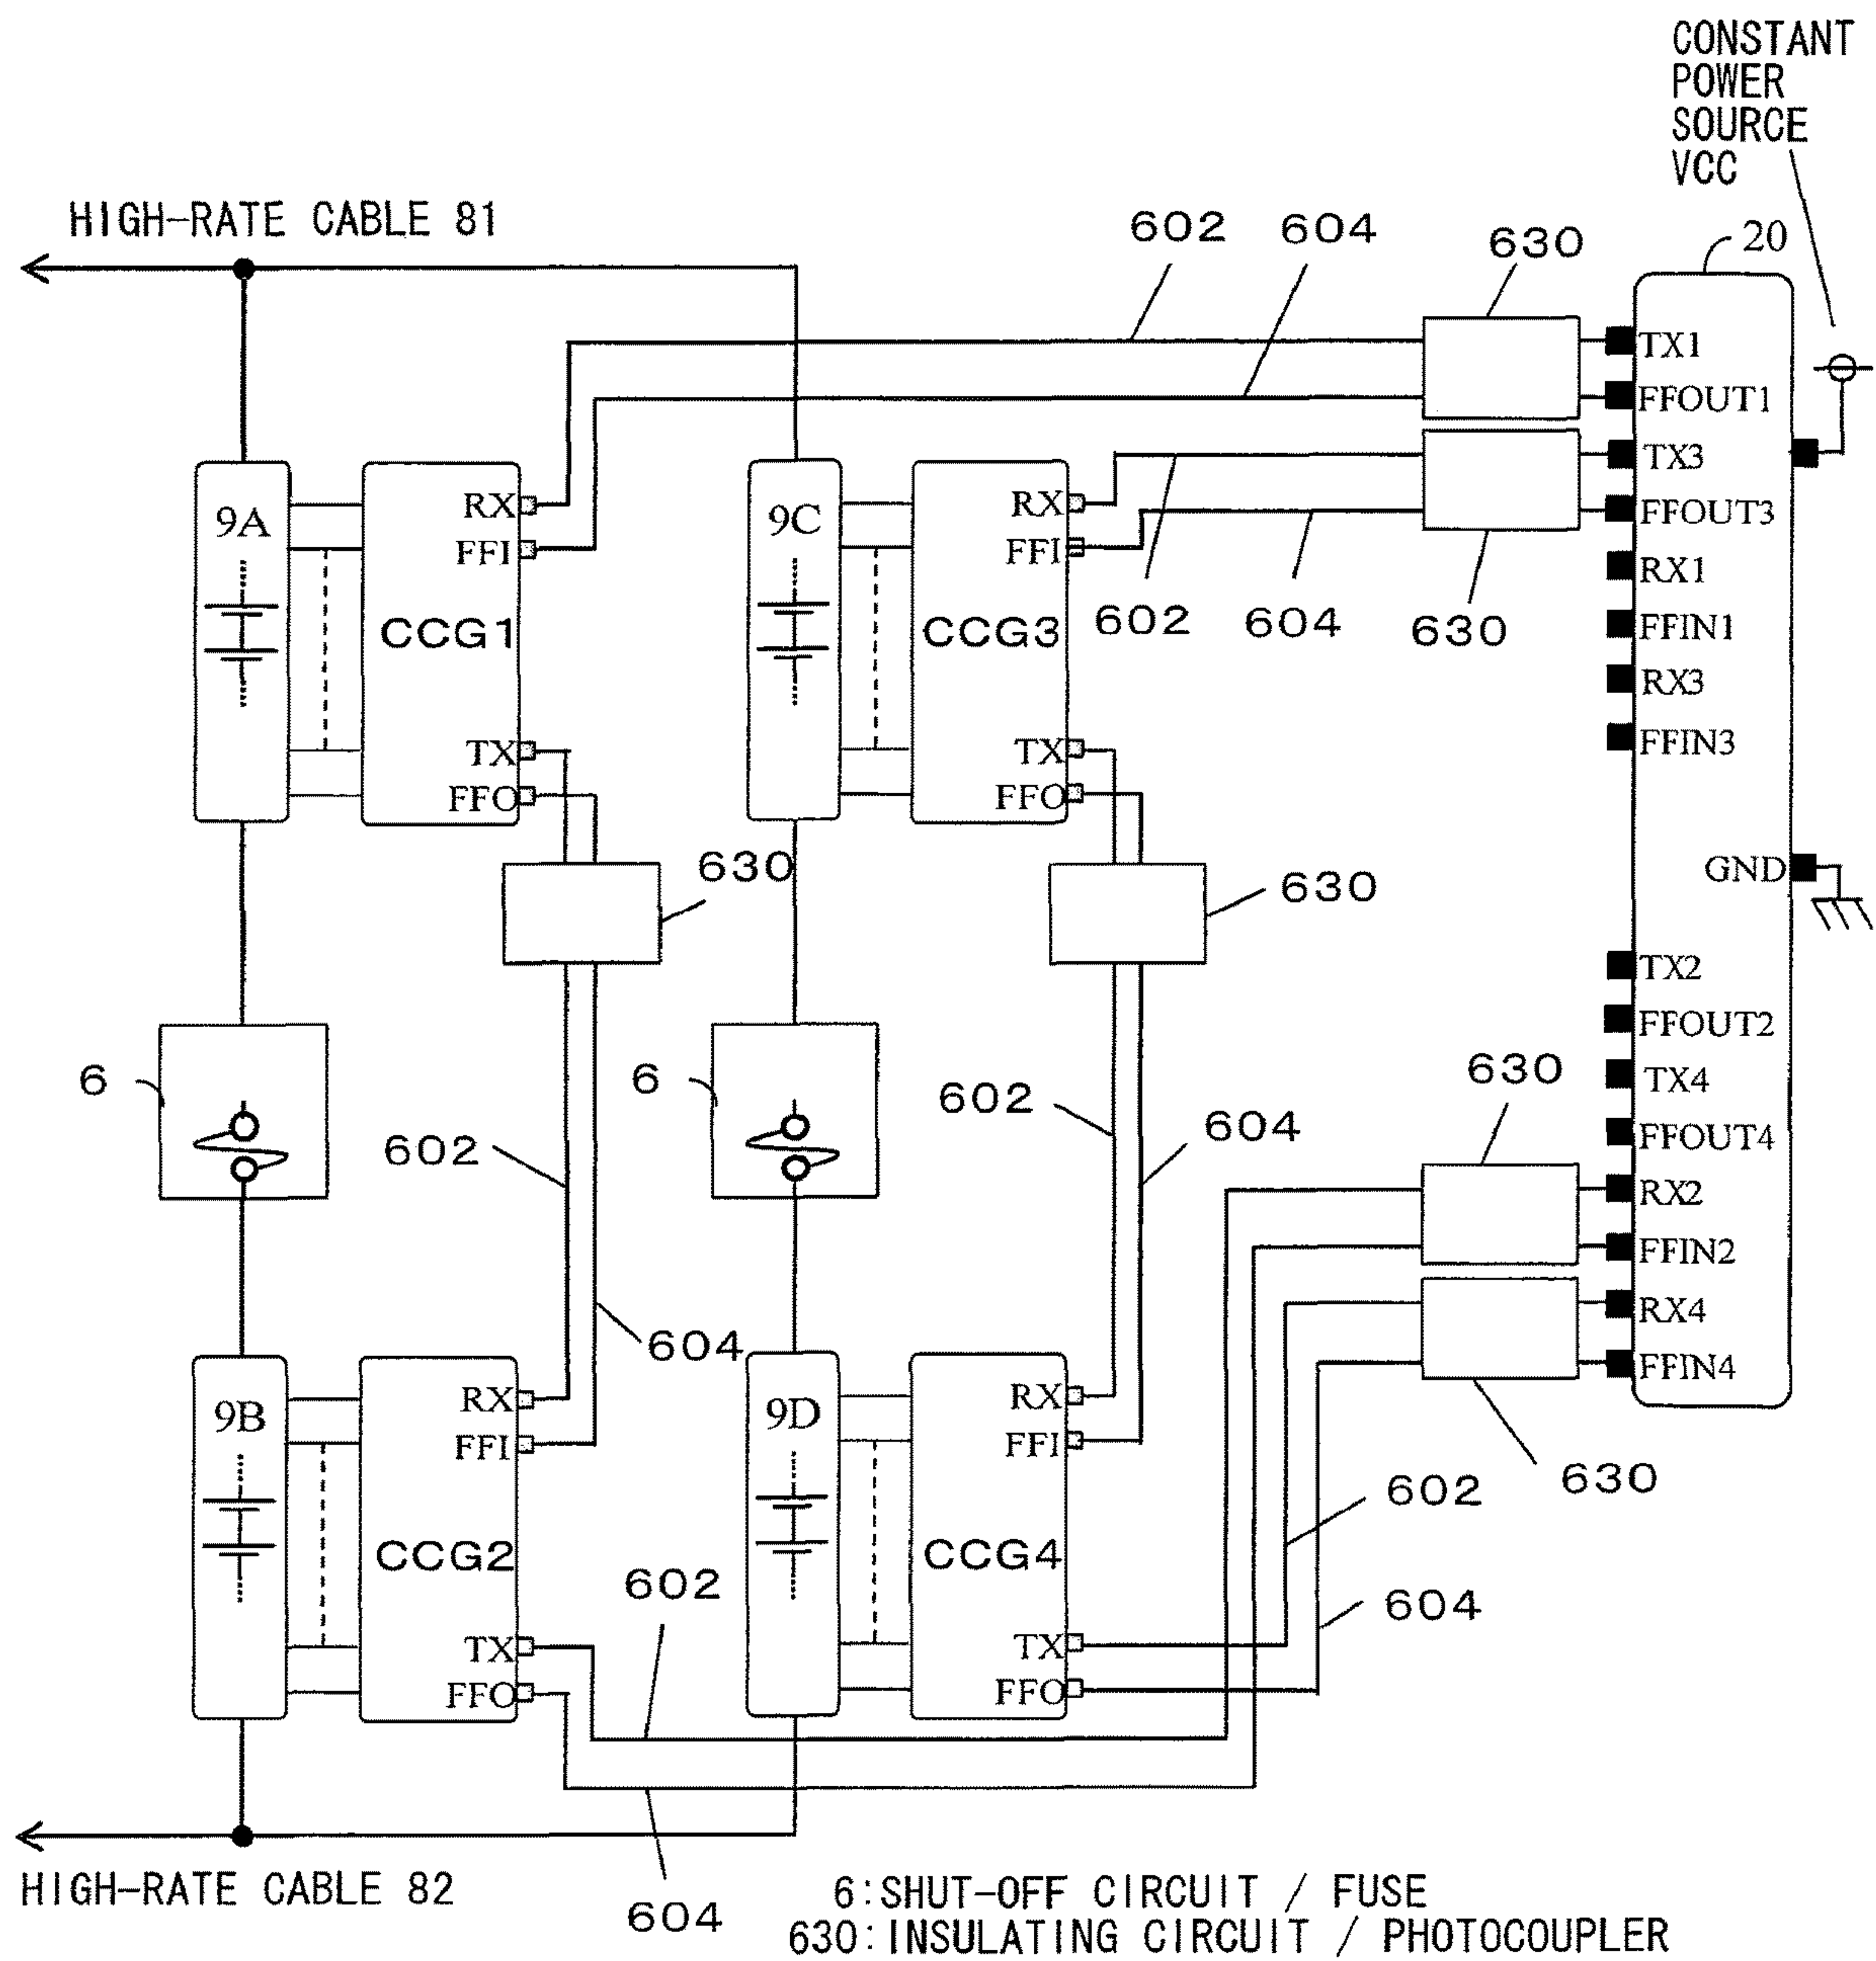 CONSTANT
POWER
SOURCE
VCC
HIGH-RATE CABLE 81
602
604
630
20
TX1
FFOUT1
TX3
FFOUT3
RX1
FFIN1
RX3
FFIN3
GND
TX2
FFOUT2
TX4
FFOUT4
RX2
FFIN2
RX4
FFIN4
9A
RX
FFI
CCG1
TX
FFO
9C
RX
FFI
CCG3
TX
FFO
602
604
630
630
630
6
6
602
604
602
604
630
9B
RX
FFI
CCG2
TX
FFO
9D
RX
FFI
CCG4
TX
FFO
630
602
604
602
604
HIGH-RATE CABLE 82
6:SHUT-OFF CIRCUIT / FUSE
630:INSULATING CIRCUIT / PHOTOCOUPLER